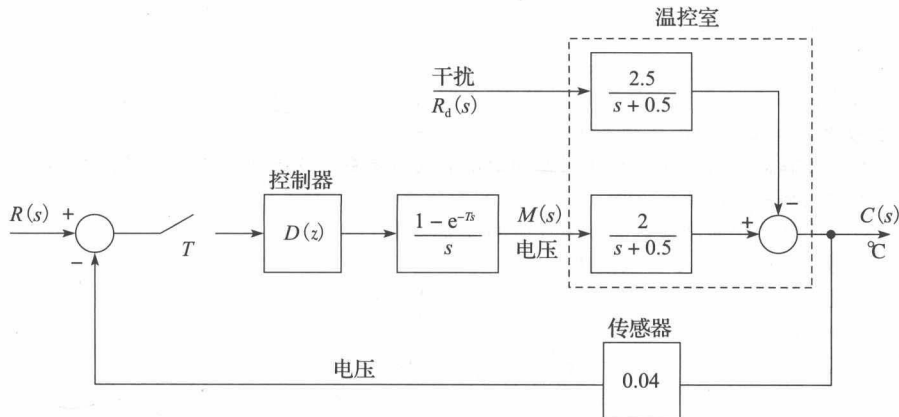 温控室
干扰
R_d(s)
2.5
s + 0.5
−
控制器
R(s)
+
−
T
D(z)
1 − e^{−Ts}
s
M(s)
电压
2
s + 0.5
+
C(s)
℃
传感器
电压
0.04